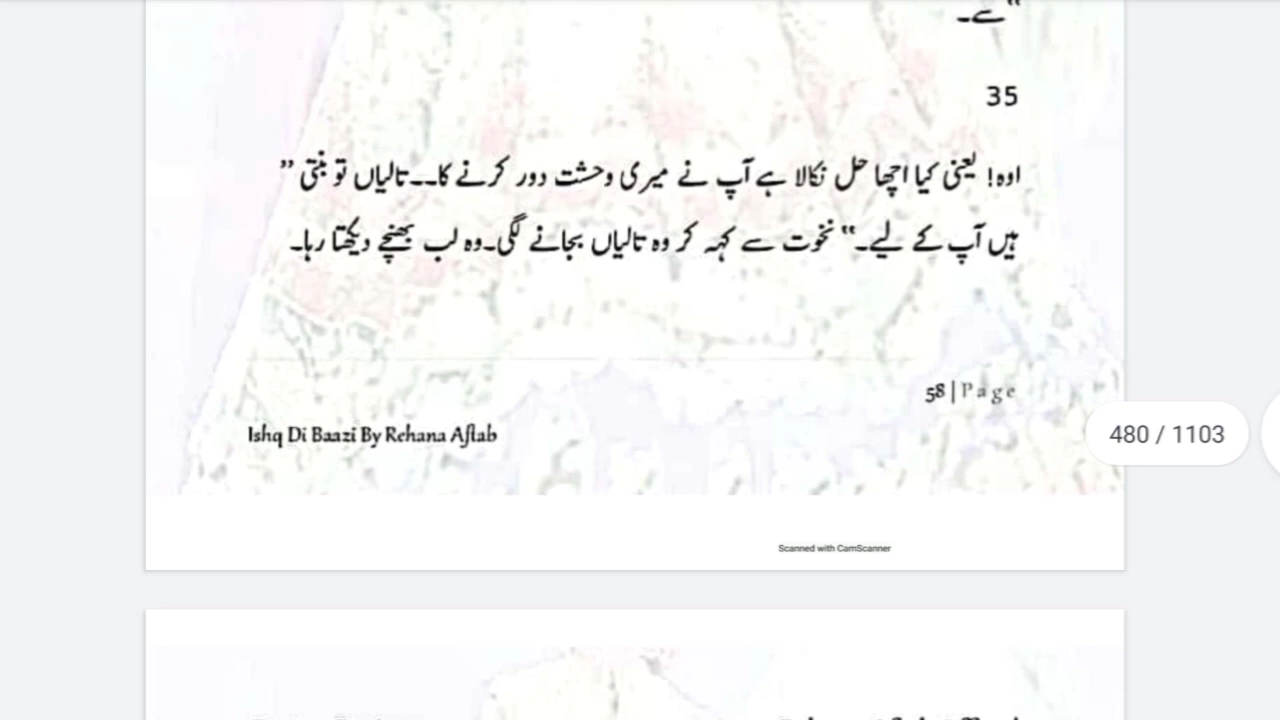 ہے۔“
35
اوہ! یعنی کیا اچھا حل نکالا ہے آپ نے میری وحشت دور کرنے کا۔۔تالیاں تو بنتی ”
ہیں آپ کے لیے۔“ نخوت سے کہہ کر وہ تالیاں بجانے لگی۔وہ لب بھنچے دیکھتا رہا۔
58 | P a g e
Ishq Di Baazi By Rehana Aftab
480 / 1103
Scanned with CamScanner